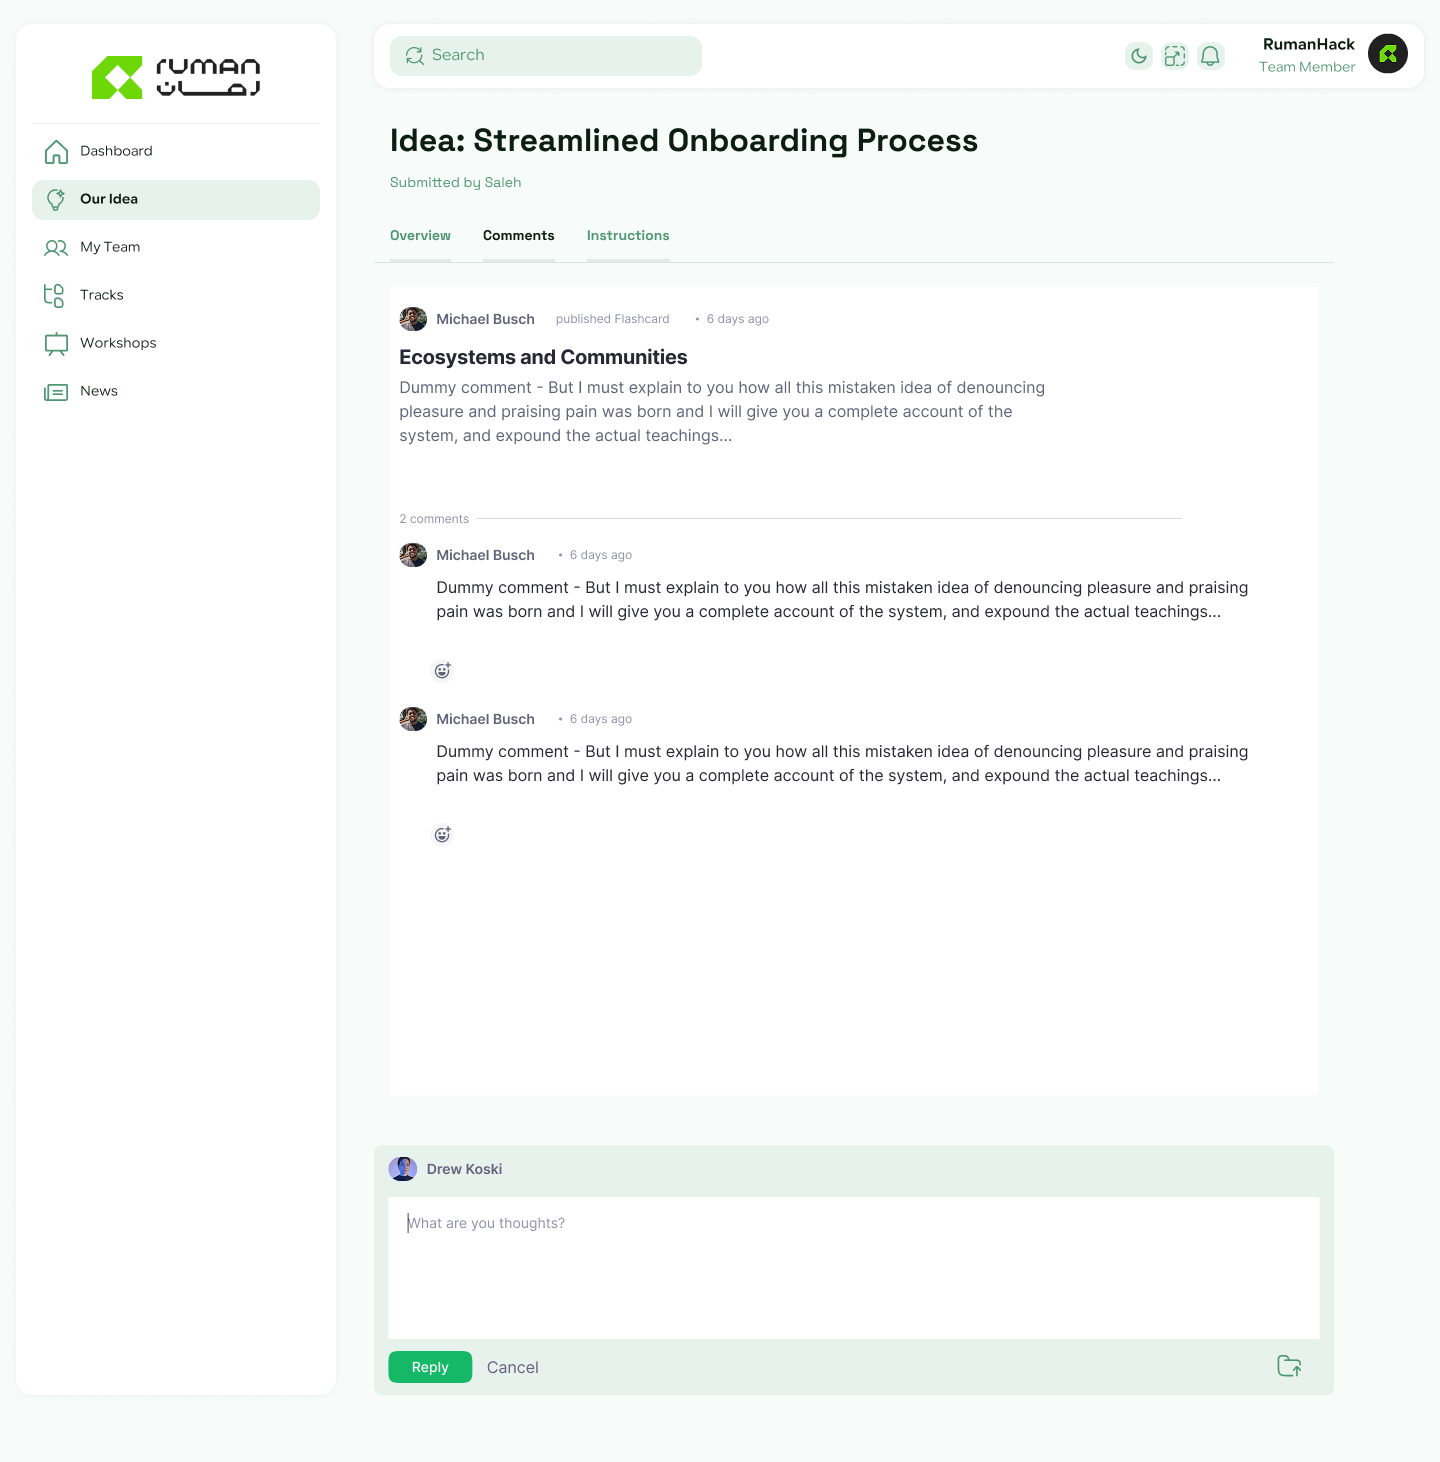 ruman
رمان
Dashboard
Our Idea
My Team
Tracks
Workshops
News
Search
RumanHack
Team Member
Idea: Streamlined Onboarding Process
Submitted by Saleh
Overview
Comments
Instructions
Michael Busch published Flashcard • 6 days ago
Ecosystems and Communities
Dummy comment - But I must explain to you how all this mistaken idea of denouncing
pleasure and praising pain was born and I will give you a complete account of the
system, and expound the actual teachings...
2 comments
Michael Busch • 6 days ago
Dummy comment - But I must explain to you how all this mistaken idea of denouncing pleasure and praising
pain was born and I will give you a complete account of the system, and expound the actual teachings...
Michael Busch • 6 days ago
Dummy comment - But I must explain to you how all this mistaken idea of denouncing pleasure and praising
pain was born and I will give you a complete account of the system, and expound the actual teachings...
Drew Koski
What are you thoughts?
Reply
Cancel